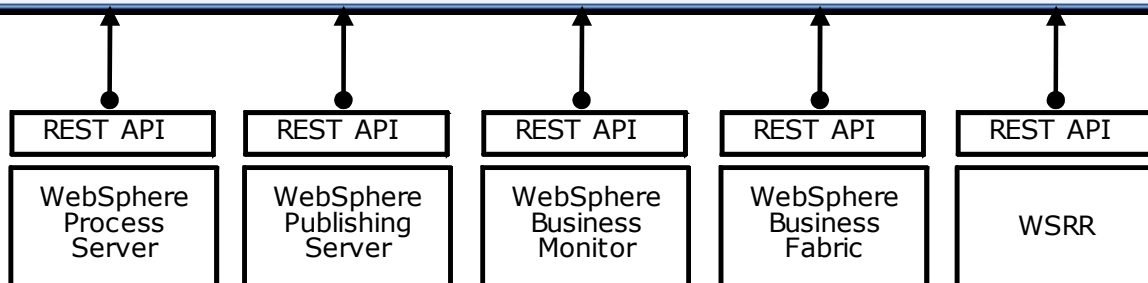 REST API
REST API
REST API
REST API
REST API
WebSphere
Process
Server
WebSphere
Publishing
Server
WebSphere
Business
Monitor
WebSphere
Business
Fabric
WSRR